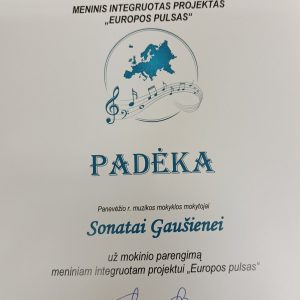 MENINIS INTEGRUOTAS PROJEKTAS
„EUROPOS PULSAS“
PADĖKA
Panevėžio r. muzikos mokyklos mokytojai
Sonatai Gaušienei
už mokinio parengimą
meniniam integruotam projektui „Europos pulsas“